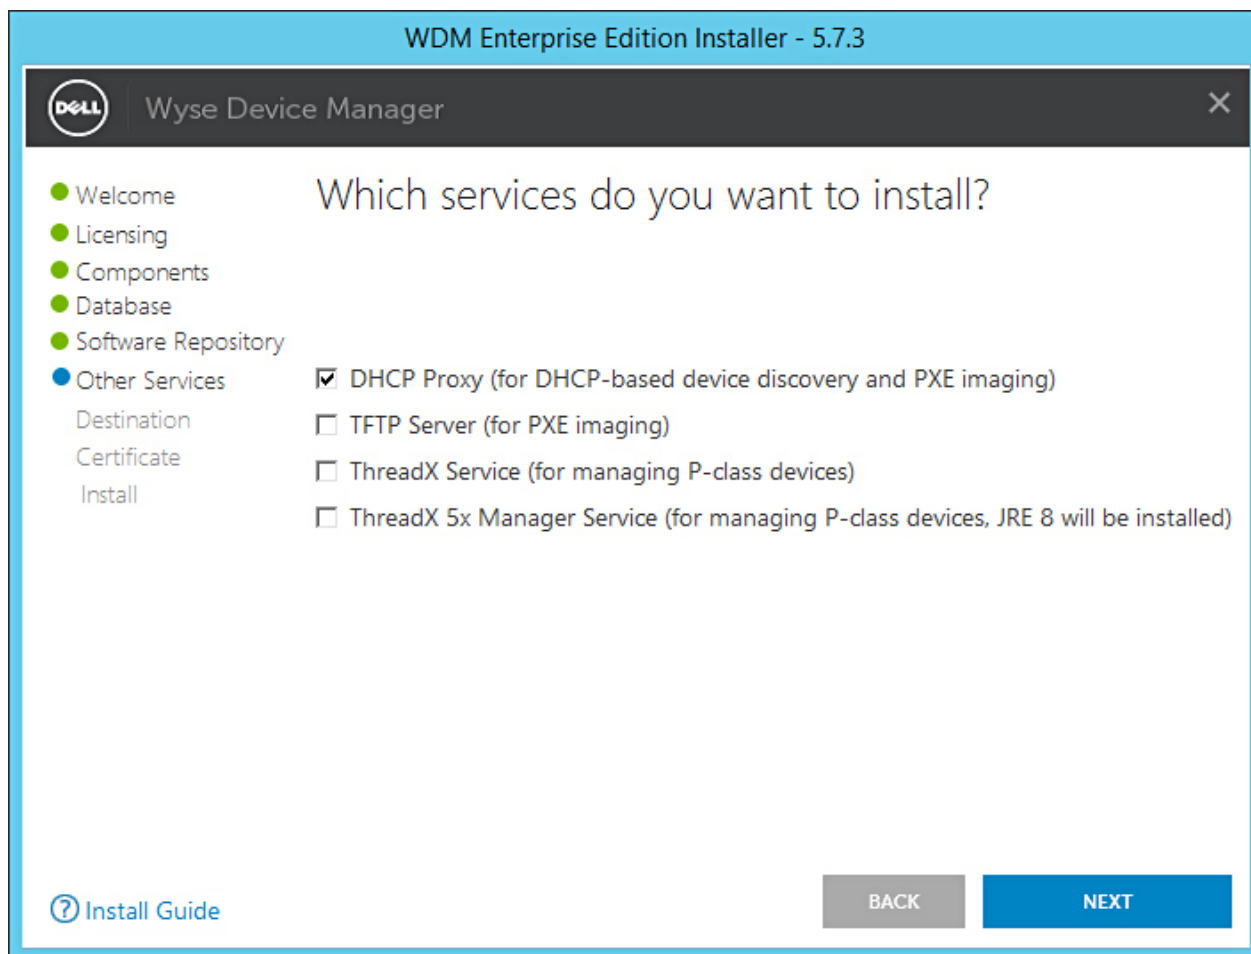 WDM Enterprise Edition Installer - 5.7.3
DELL
Wyse Device Manager
Welcome
Licensing
Components
Database
Software Repository
Other Services
Destination
Certificate
Install
Which services do you want to install?
DHCP Proxy (for DHCP-based device discovery and PXE imaging)
TFTP Server (for PXE imaging)
ThreadX Service (for managing P-class devices)
ThreadX 5x Manager Service (for managing P-class devices, JRE 8 will be installed)
? Install Guide
BACK
NEXT